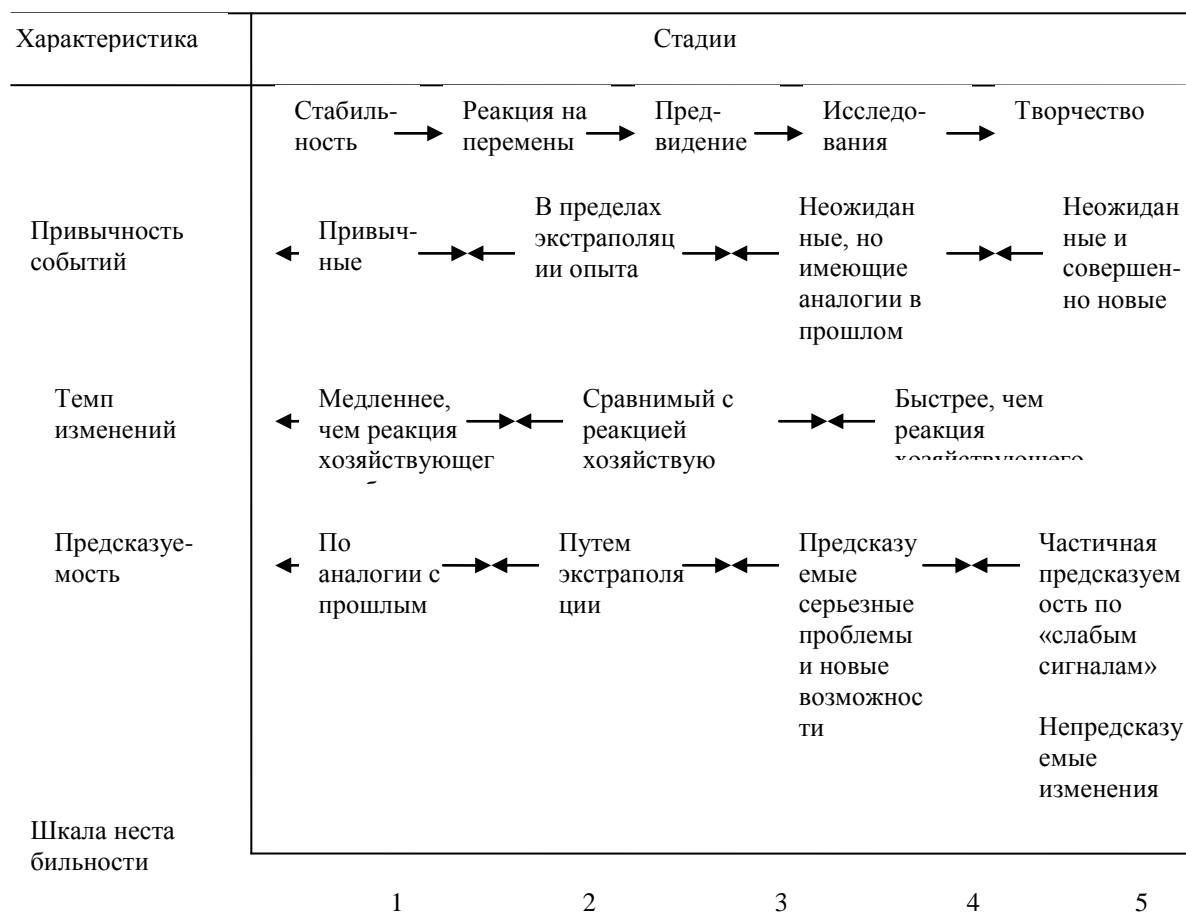 Характеристика
Стадии
Стабиль-
ность
Реакция на
перемены
Пред-
видение
Исследо-
вания
Творчество
Привычность
событий
Привыч-
ные
В пределах
экстраполяц
ии опыта
Неожидан
ные, но
имеющие
аналогии в
прошлом
Неожидан
ные и
совершен-
но новые
Темп
изменений
Медленнее,
чем реакция
хозяйствующег
Сравнимый с
реакцией
хозяйствую
Быстрее, чем
реакция
хозяйствующего
Предсказуе-
мость
По
аналогии с
прошлым
Путем
экстраполя
ции
Предсказу
емые
серьезные
проблемы
и новые
возможнос
ти
Частичная
предсказуем
ость по
«слабым
сигналам»
Непредсказу
емые
изменения
Шкала неста
бильности
1 2 3 4 5